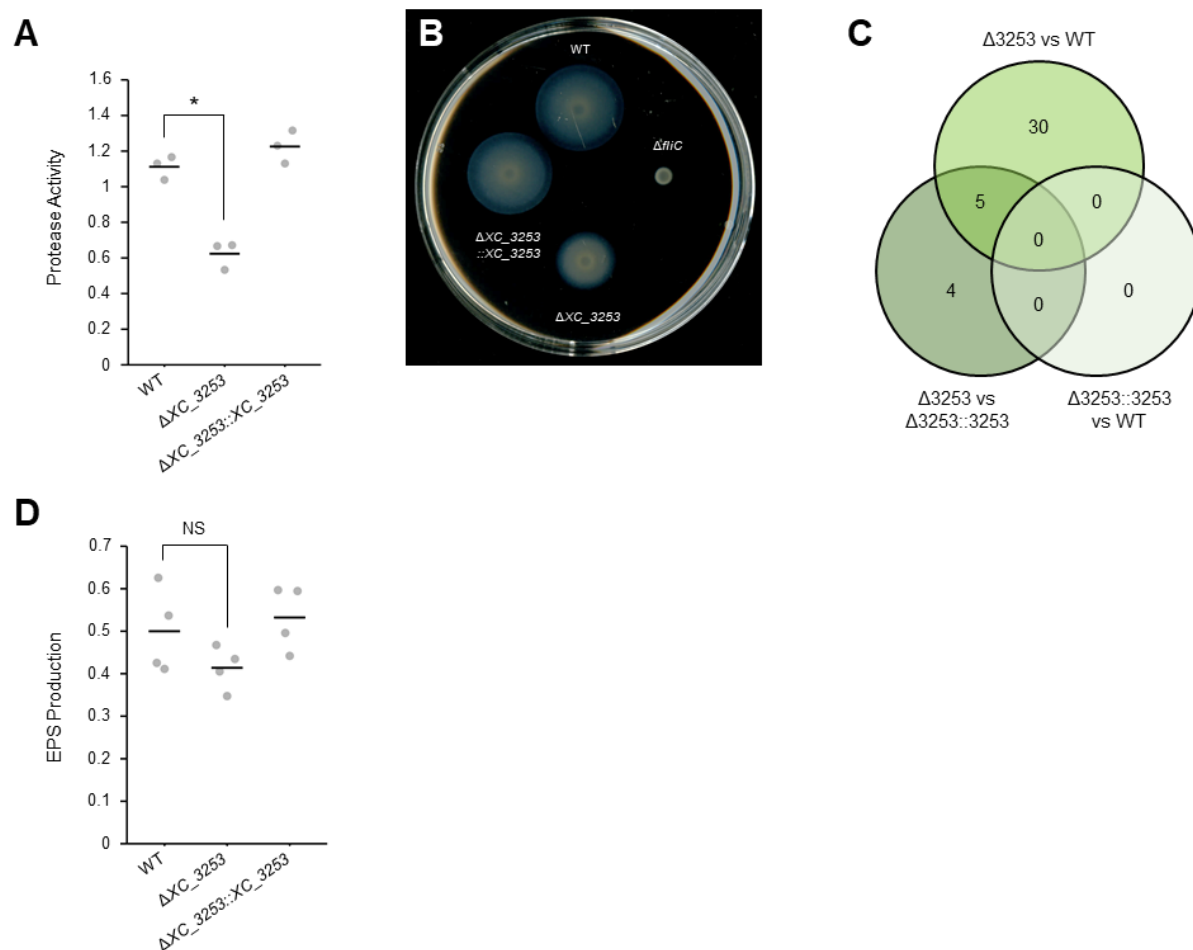 A
1.6
1.4
1.2
1
0.8
0.6
0.4
0.2
0
Protease Activity
*
WT
ΔXC_3253
ΔXC_3253::XC_3253
B
WT
ΔfliC
ΔXC_3253
::XC_3253
ΔXC_3253
C
Δ3253 vs WT
30
5
0
0
4
0
0
Δ3253 vs
Δ3253::3253
Δ3253::3253
vs WT
D
0.7
0.6
0.5
0.4
0.3
0.2
0.1
0
EPS Production
NS
WT
ΔXC_3253
ΔXC_3253::XC_3253